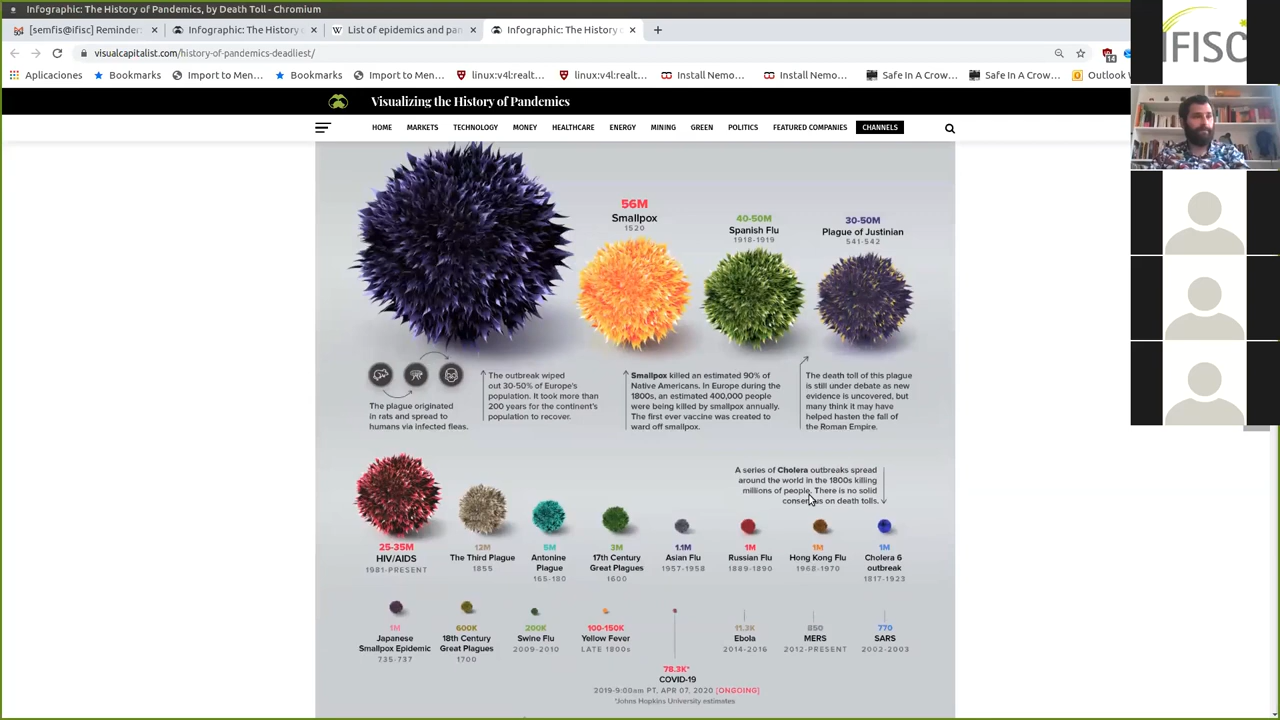 Infographic: The History of Pandemics, by Death Toll - Chromium
[semfis@ifisc] Reminder
Infographic: The History o
List of epidemics and pan
Infographic: The History o
visualcapitalist.com/history-of-pandemics-deadliest/
14
Aplicaciones
Bookmarks
Import to Men...
Bookmarks
Import to Men...
linux:v4l:realt...
linux:v4l:realt...
Install Nemo...
Install Nemo...
Safe In A Crow...
Safe In A Crow...
Outlook
IFISC
Visualizing the History of Pandemics
HOME
MARKETS
TECHNOLOGY
MONEY
HEALTHCARE
ENERGY
MINING
GREEN
POLITICS
FEATURED COMPANIES
CHANNELS
56M
Smallpox
1520
40-50M
Spanish Flu
1918-1919
30-50M
Plague of Justinian
541-542
The plague originated
in rats and spread to
humans via infected fleas.
The outbreak wiped
out 30-50% of Europe's
population. It took more than
200 years for the continent's
population to recover.
Smallpox killed an estimated 90% of
Native Americans. In Europe during the
1800s, an estimated 400,000 people
were being killed by smallpox annually.
The first ever vaccine was created to
ward off smallpox.
The death toll of this plague
is still under debate as new
evidence is uncovered, but
many think it may have
helped hasten the fall of
the Roman Empire.
A series of Cholera outbreaks spread
around the world in the 1800s killing
millions of people. There is no solid
consensus on death tolls.
25-35M
HIV/AIDS
1981-PRESENT
12M
The Third Plague
1855
5M
Antonine
Plague
165-180
3M
17th Century
Great Plagues
1600
1.1M
Asian Flu
1957-1958
1M
Russian Flu
1889-1890
1M
Hong Kong Flu
1968-1970
1M
Cholera 6
outbreak
1817-1923
1M
Japanese
Smallpox Epidemic
735-737
600K
18th Century
Great Plagues
1700
200K
Swine Flu
2009-2010
100-150K
Yellow Fever
LATE 1800s
78.3K*
COVID-19
2019-9:00am PT, APR 07, 2020 [ONGOING]
*Johns Hopkins University estimates
11.3K
Ebola
2014-2016
850
MERS
2012-PRESENT
770
SARS
2002-2003